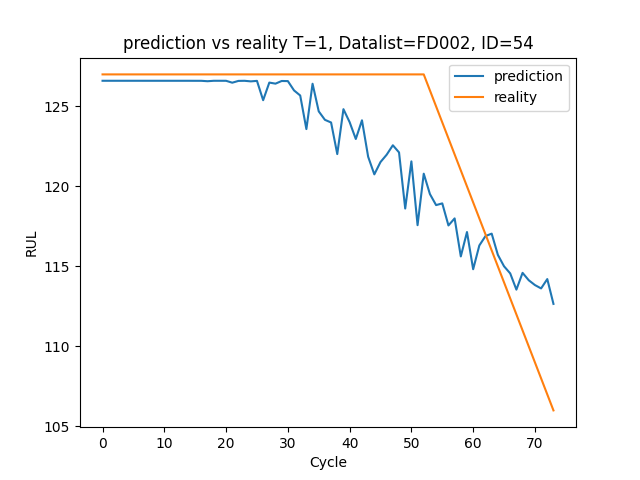 prediction vs reality T=1, Datalist=FD002, ID=54
prediction
reality
RUL
125
120
115
110
105
0 10 20 30 40 50 60 70
Cycle